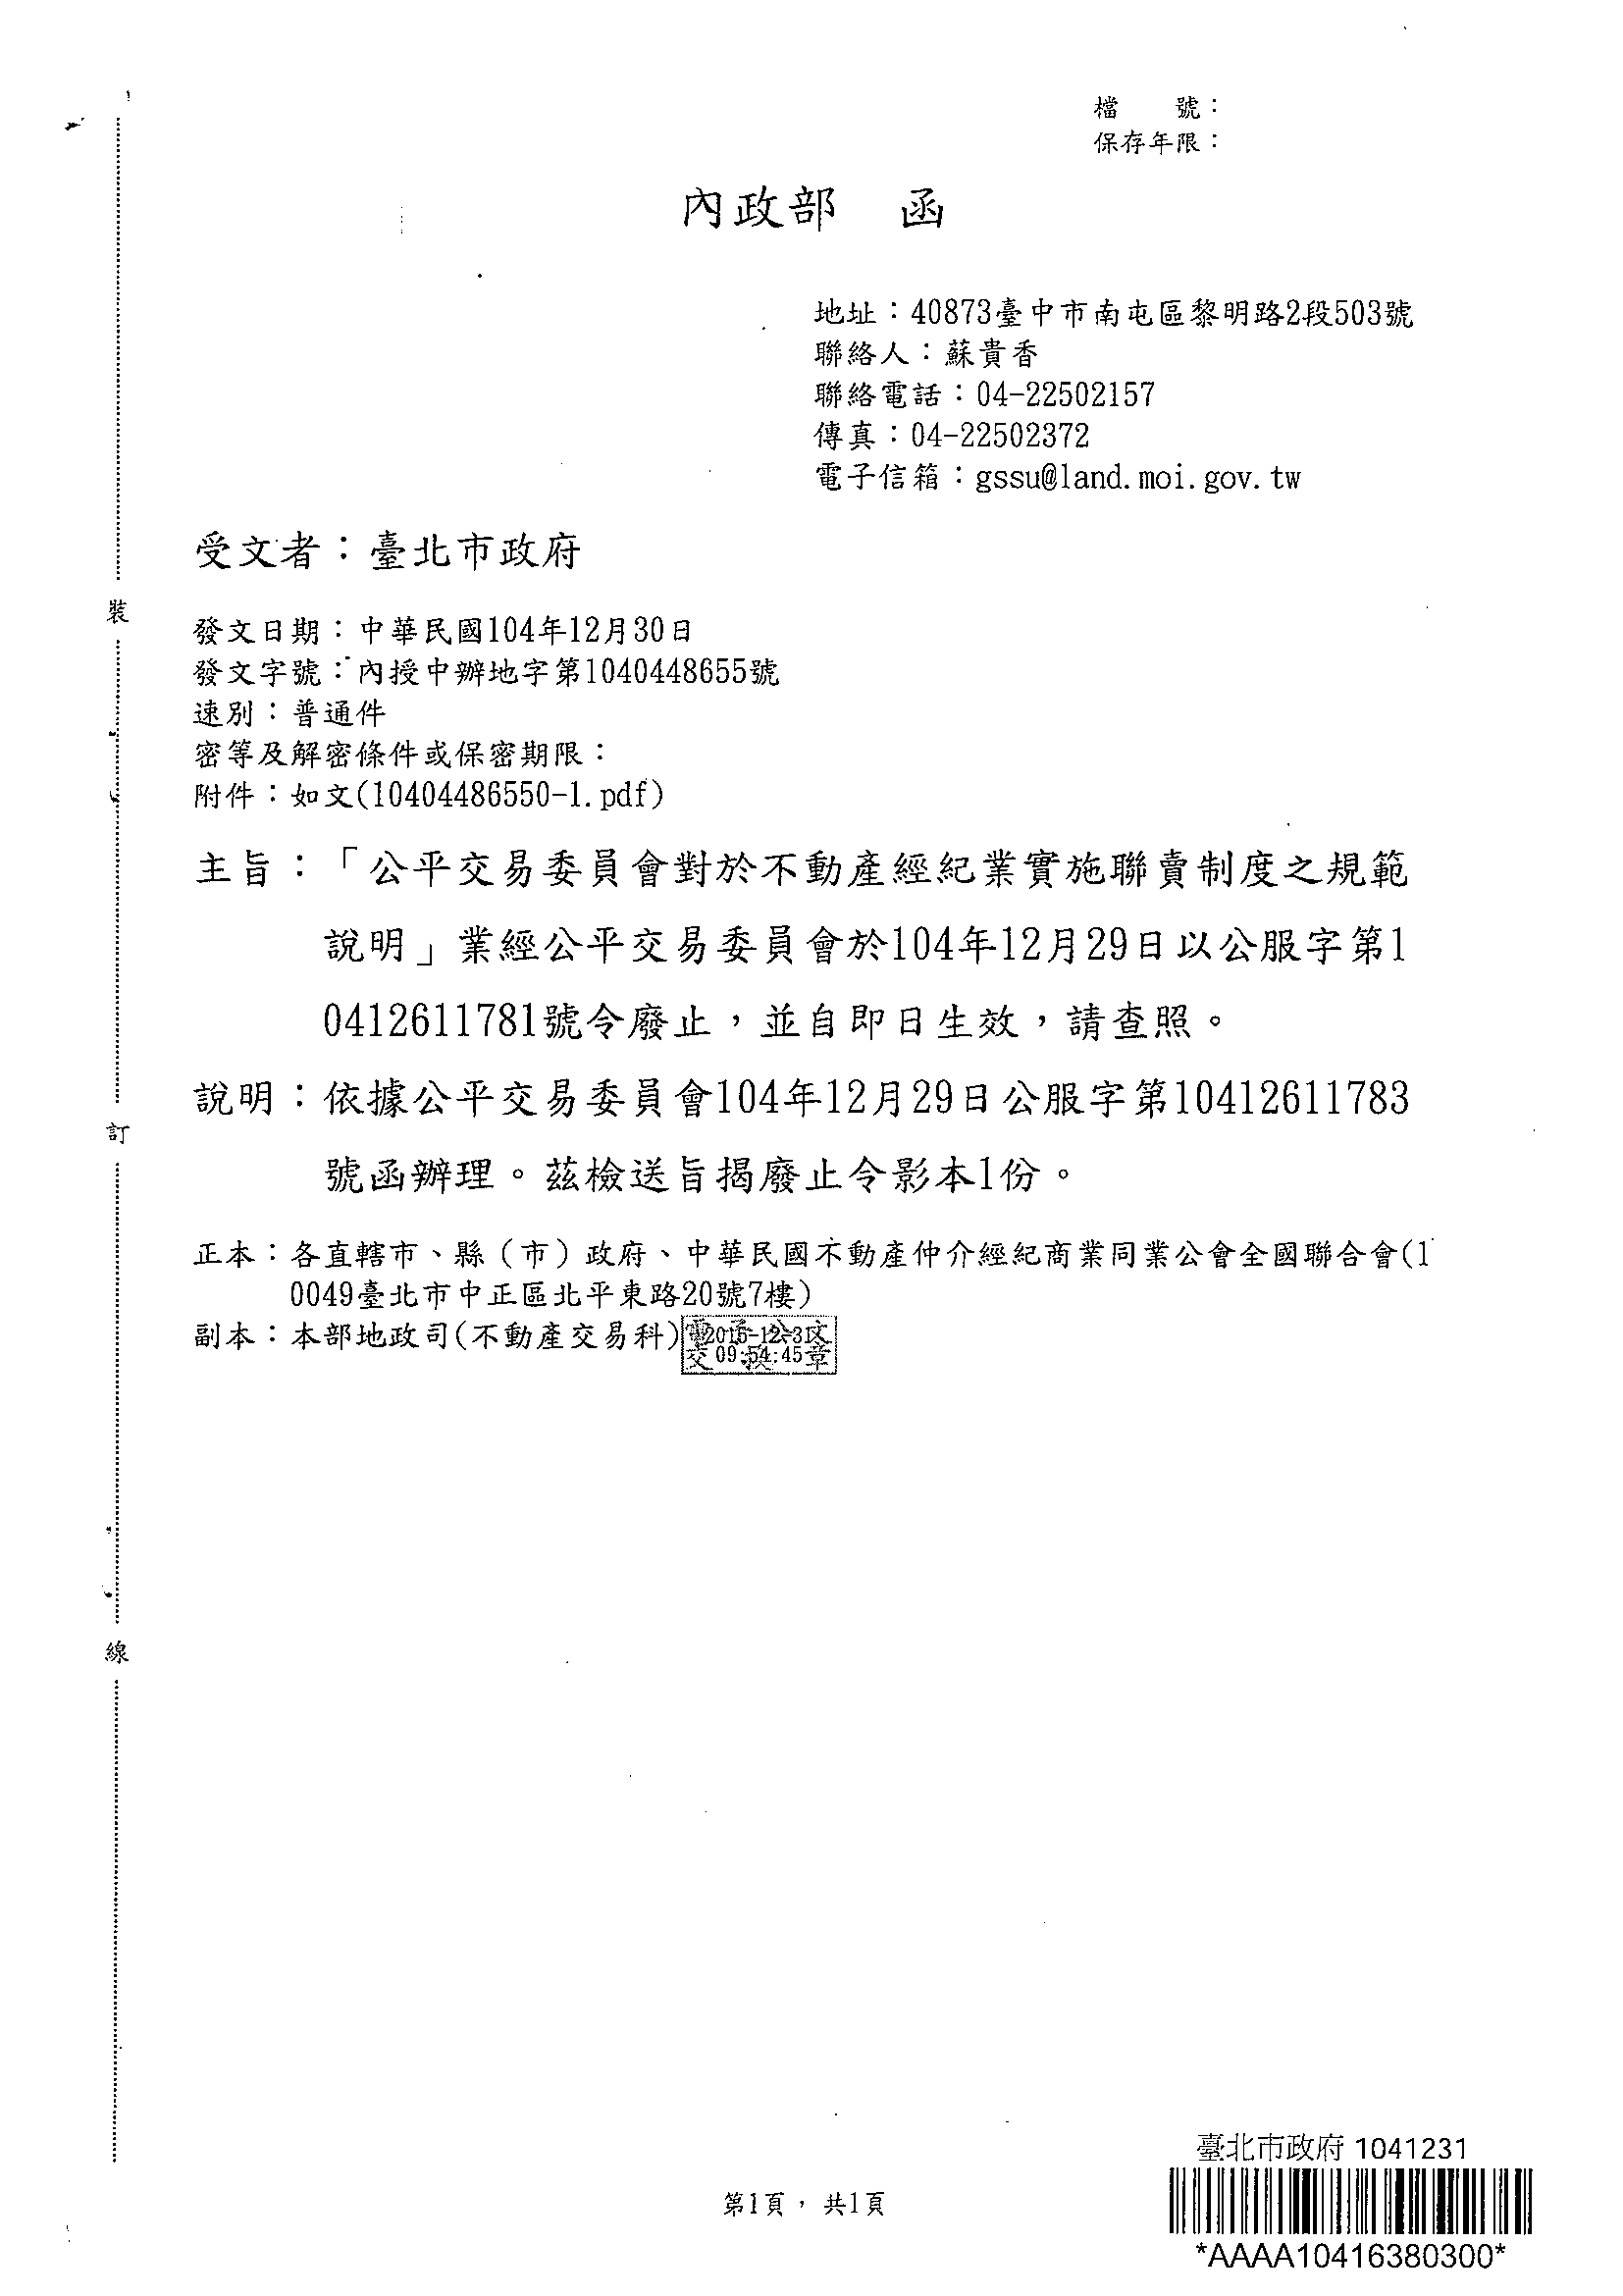 檔　　號：
保存年限：
內政部　函
地址：40873臺中市南屯區黎明路2段503號
聯絡人：蘇貴香
聯絡電話：04-22502157
傳真：04-22502372
電子信箱：gssu@land.moi.gov.tw
受文者：臺北市政府
發文日期：中華民國104年12月30日
發文字號：內授中辦地字第1040448655號
速別：普通件
密等及解密條件或保密期限：
附件：如文(10404486550-1.pdf)
主旨：「公平交易委員會對於不動產經紀業實施聯賣制度之規範
說明」業經公平交易委員會於104年12月29日以公服字第1
0412611781號令廢止，並自即日生效，請查照。
說明：依據公平交易委員會104年12月29日公服字第10412611783
號函辦理。茲檢送旨揭廢止令影本1份。
正本：各直轄市、縣（市）政府、中華民國不動產仲介經紀商業同業公會全國聯合會(1
0049臺北市中正區北平東路20號7樓)
副本：本部地政司(不動產交易科)
電子公文
交換章
2015-12-31
09:54:45
裝
訂
線
第1頁，共1頁
臺北市政府 1041231
*AAAA10416380300*